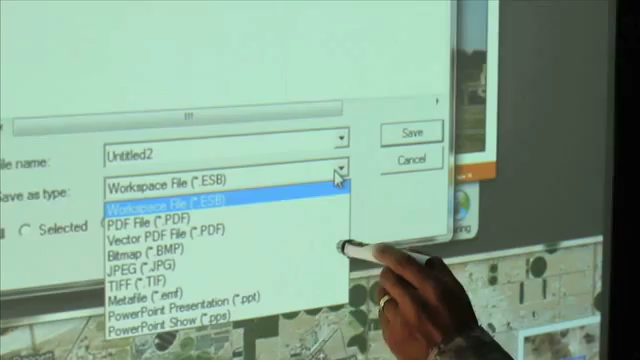 File name:
Untitled2
Save
Save as type:
Workspace File (*.ESB)
Cancel
Workspace File (*.ESB)
PDF File (*.PDF)
Vector PDF File (*.PDF)
Bitmap (*.BMP)
JPEG (*.JPG)
TIFF (*.TIF)
Metafile (*.emf)
PowerPoint Presentation (*.ppt)
PowerPoint Show (*.pps)
Selected